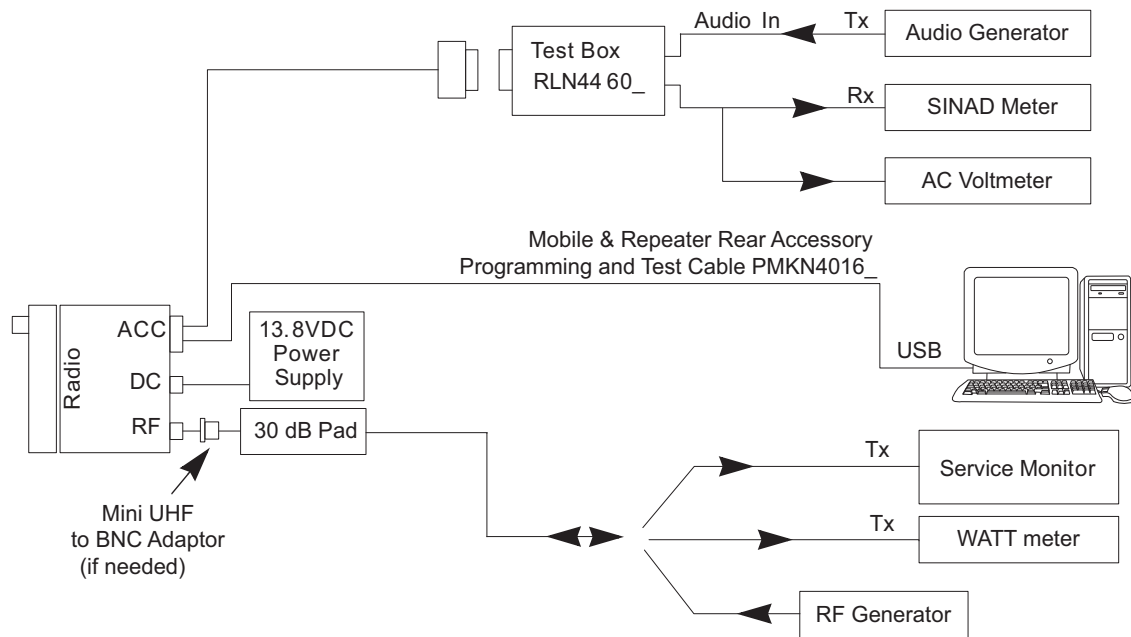 Audio In
Tx
Audio Generator
Test Box
RLN44 60_
Rx
SINAD Meter
AC Voltmeter
Mobile & Repeater Rear Accessory
Programming and Test Cable PMKN4016_
USB
Radio
ACC
DC
RF
13.8VDC
Power
Supply
30 dB Pad
Mini UHF
to BNC Adaptor
(if needed)
Tx
Service Monitor
Tx
WATT meter
RF Generator